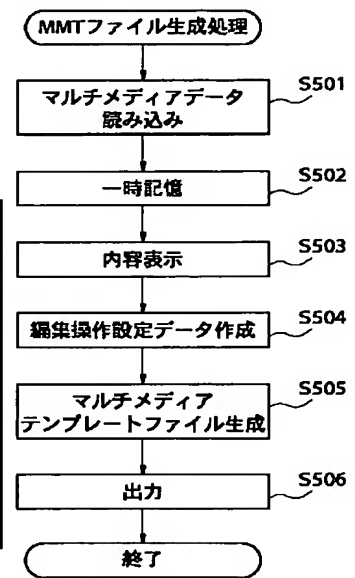 MMTファイル生成処理
マルチメディアデータ
読み込み
S501
一時記憶
S502
内容表示
S503
編集操作設定データ作成
S504
マルチメディア
テンプレートファイル生成
S505
出力
S506
終了